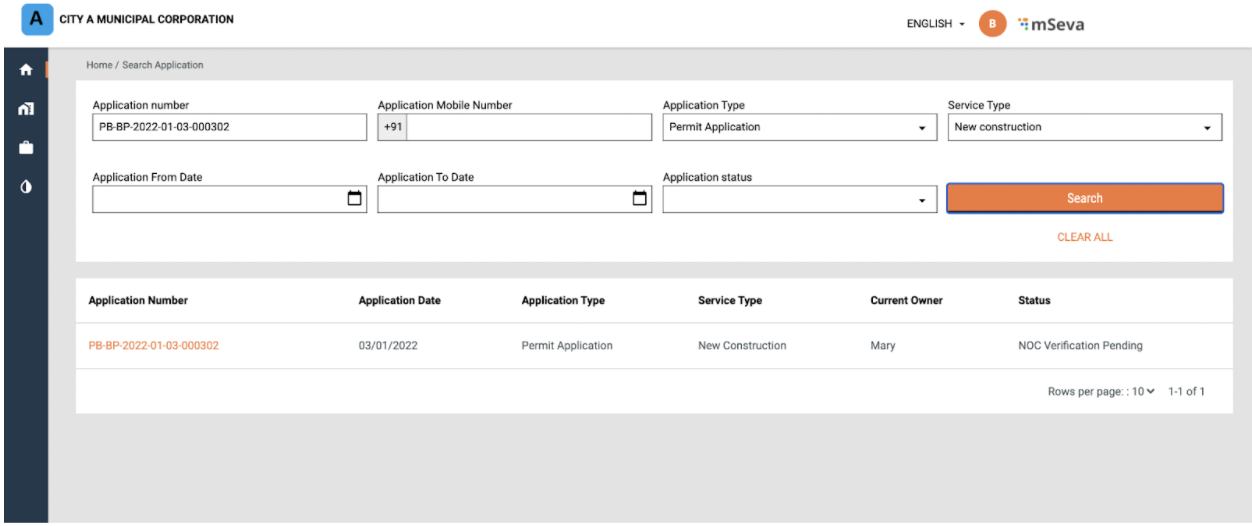 A CITY A MUNICIPAL CORPORATION ENGLISH B mSeva
Home / Search Application
Application number Application Mobile Number Application Type Service Type
PB-BP-2022-01-03-000302 +91 Permit Application New construction
Application From Date Application To Date Application status
Search
CLEAR ALL
Application Number Application Date Application Type Service Type Current Owner Status
PB-BP-2022-01-03-000302 03/01/2022 Permit Application New Construction Mary NOC Verification Pending
Rows per page: : 10 1-1 of 1